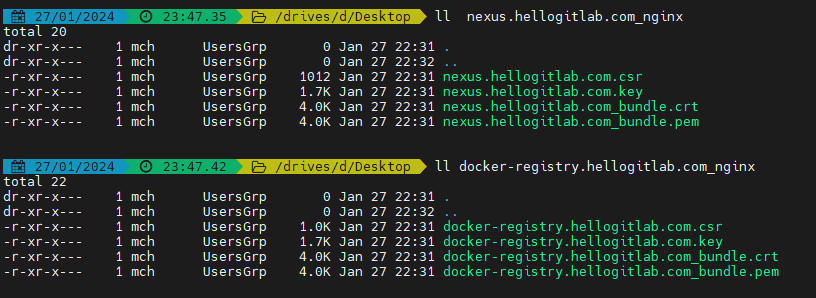 27/01/2024 23:47.35 /drives/d/Desktop ll  nexus.hellogitlab.com_nginx
total 20
dr-xr-x---    1 mch      UsersGrp        0 Jan 27 22:31 .
dr-xr-x---    1 mch      UsersGrp        0 Jan 27 22:32 ..
-r-xr-x---    1 mch      UsersGrp     1012 Jan 27 22:31 nexus.hellogitlab.com.csr
-r-xr-x---    1 mch      UsersGrp     1.7K Jan 27 22:31 nexus.hellogitlab.com.key
-r-xr-x---    1 mch      UsersGrp     4.0K Jan 27 22:31 nexus.hellogitlab.com_bundle.crt
-r-xr-x---    1 mch      UsersGrp     4.0K Jan 27 22:31 nexus.hellogitlab.com_bundle.pem
27/01/2024 23:47.42 /drives/d/Desktop ll docker-registry.hellogitlab.com_nginx
total 22
dr-xr-x---    1 mch      UsersGrp        0 Jan 27 22:31 .
dr-xr-x---    1 mch      UsersGrp        0 Jan 27 22:32 ..
-r-xr-x---    1 mch      UsersGrp     1.0K Jan 27 22:31 docker-registry.hellogitlab.com.csr
-r-xr-x---    1 mch      UsersGrp     1.7K Jan 27 22:31 docker-registry.hellogitlab.com.key
-r-xr-x---    1 mch      UsersGrp     4.0K Jan 27 22:31 docker-registry.hellogitlab.com_bundle.crt
-r-xr-x---    1 mch      UsersGrp     4.0K Jan 27 22:31 docker-registry.hellogitlab.com_bundle.pem